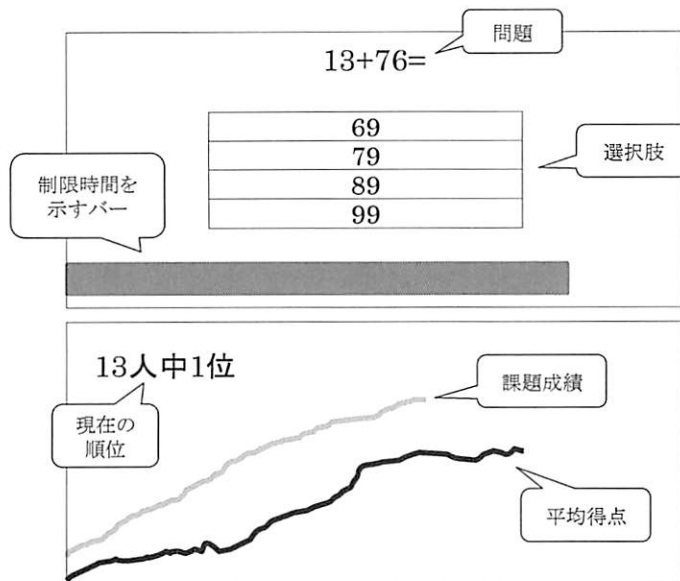 問題
13+76=
69
79
89
99
選択肢
制限時間を
示すバー
13人中1位
課題成績
現在の
順位
平均得点